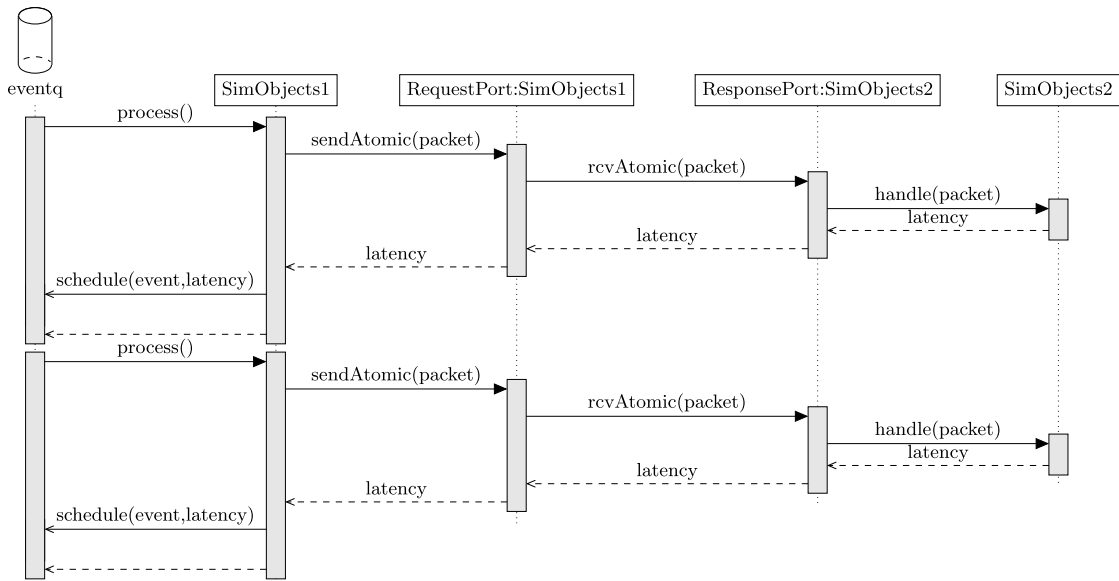 eventq
SimObjects1
RequestPort:SimObjects1
ResponsePort:SimObjects2
SimObjects2
process()
sendAtomic(packet)
rcvAtomic(packet)
handle(packet)
latency
latency
latency
schedule(event,latency)
process()
sendAtomic(packet)
rcvAtomic(packet)
handle(packet)
latency
latency
latency
schedule(event,latency)